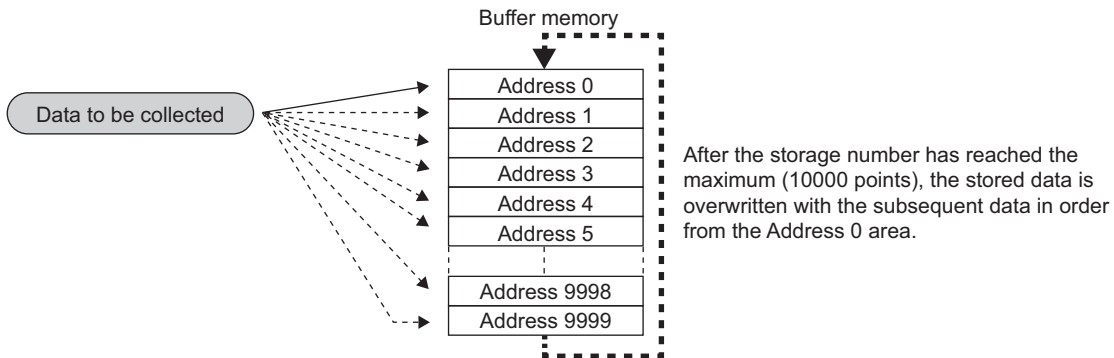 Buffer memory
Data to be collected
Address 0
Address 1
Address 2
Address 3
Address 4
Address 5
Address 9998
Address 9999
After the storage number has reached the
maximum (10000 points), the stored data is
overwritten with the subsequent data in order
from the Address 0 area.